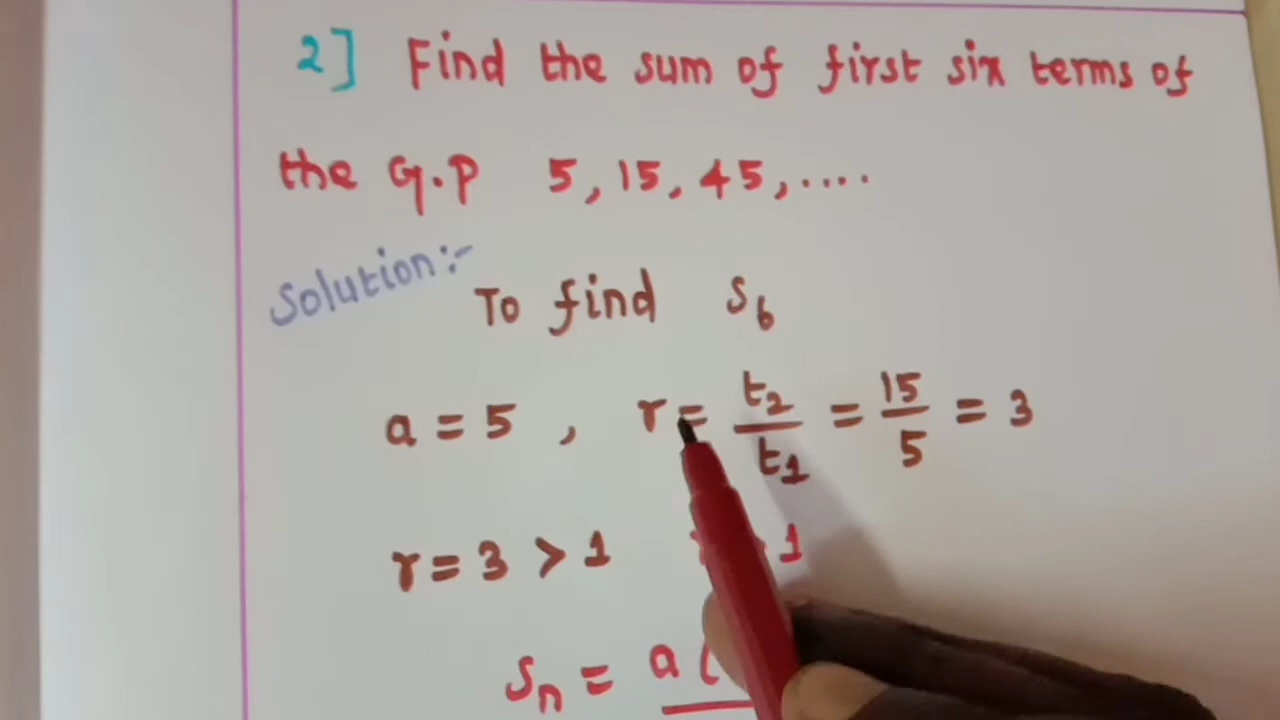 2] Find the sum of first six terms of
the G.P 5, 15, 45, ....
Solution:-
To find S₆
a = 5 , r = t₂/t₁ = 15/5 = 3
r = 3 > 1 > 1
Sₙ = a (